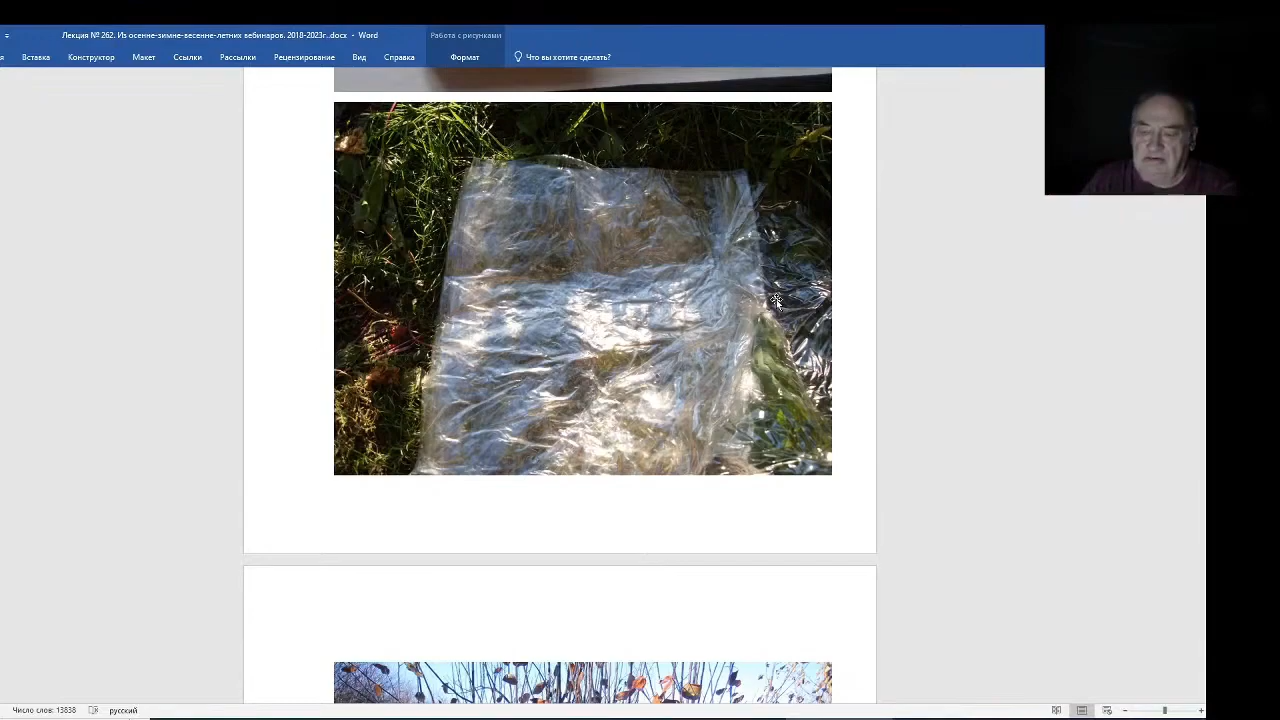 Лекция № 262. Из осенне-зимне-весенне-летних вебинаров. 2018-2023г..docx - Word
Работа с рисунками
я Вставка Конструктор Макет Ссылки Рассылки Рецензирование Вид Справка Формат Что вы хотите сделать?
Число слов: 13838 русский